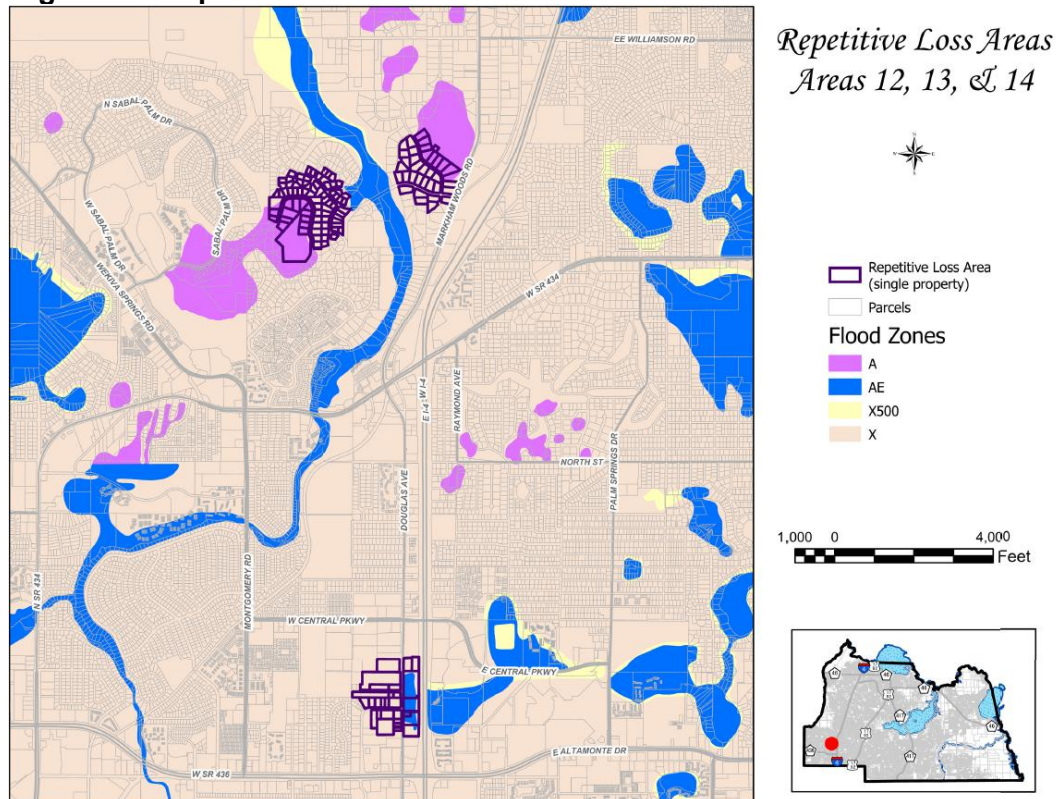 Repetitive Loss Areas
Areas 12, 13, & 14
EE WILLIAMSON RD
N SABAL PALM DR
W SABAL PALM DR
SABAL PALM DR
WEKIVA SPRINGS RD
MARKHAM WOODS RD
W SR 434
E I-4
W I-4
RAYMOND AVE
NORTH ST
PALM SPRINGS DR
DOUGLAS AVE
MONTGOMERY RD
N SR 434
W CENTRAL PKWY
E CENTRAL PKWY
E ALTAMONTE DR
W SR 436
Repetitive Loss Area
(single property)
Parcels
Flood Zones
A
AE
X500
X
1,000 0 4,000
Feet
417